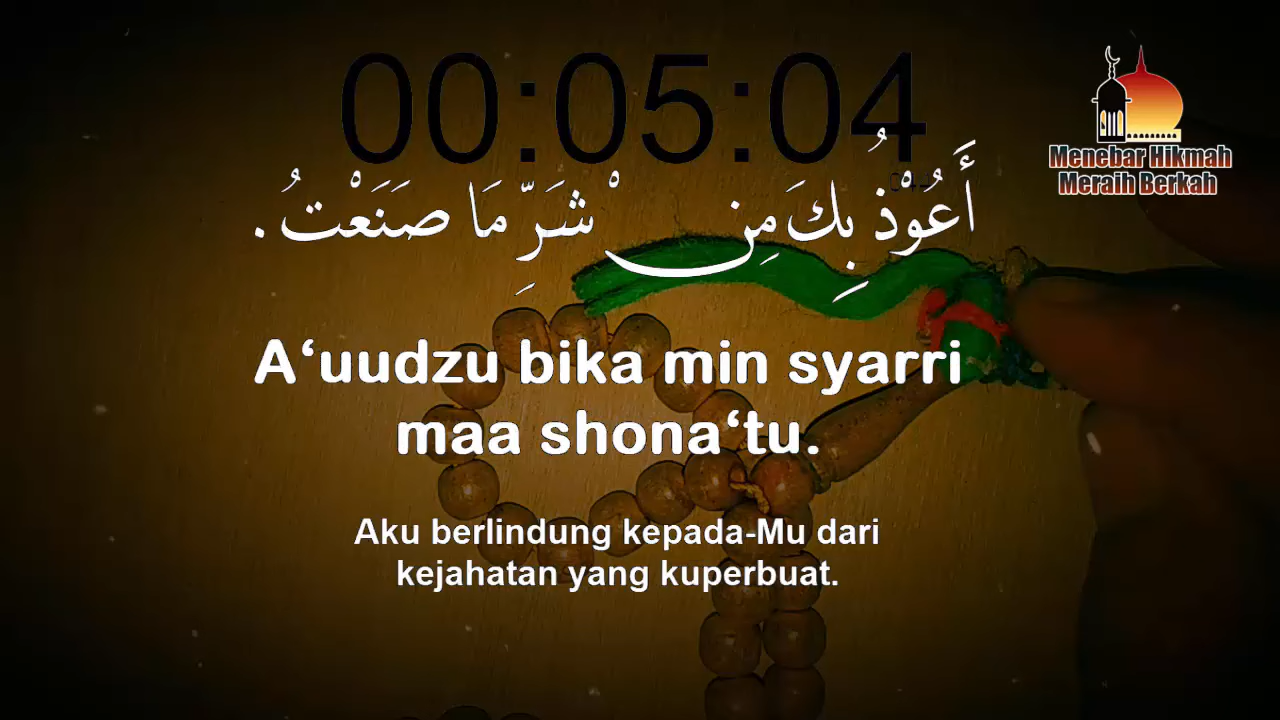 00:05:04
Menebar Hikmah
Meraih Berkah
أَعُوْذُ بِكَ مِنْ شَرِّ مَا صَنَعْتُ.
A‘uudzu bika min syarri
maa shona‘tu.
Aku berlindung kepada-Mu dari
kejahatan yang kuperbuat.